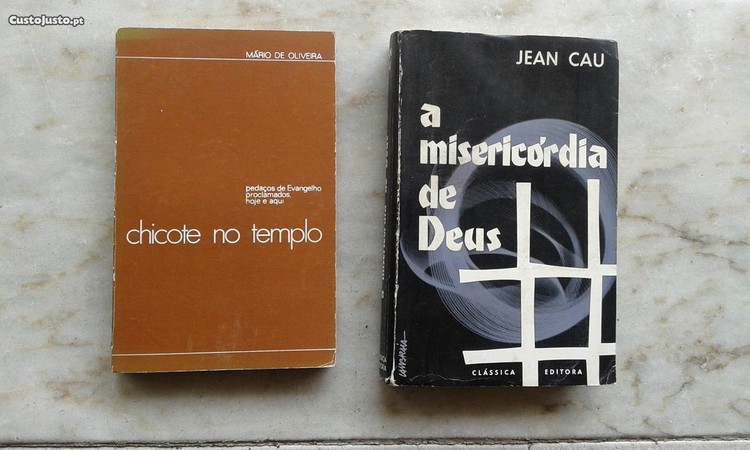 CustoJusto.pt
MÁRIO DE OLIVEIRA
pedaços de Evangelho
proclamados,
hoje e aqui
chicote no templo
JEAN CAU
a
misericórdia
de
Deus
CLÁSSICA EDITORA